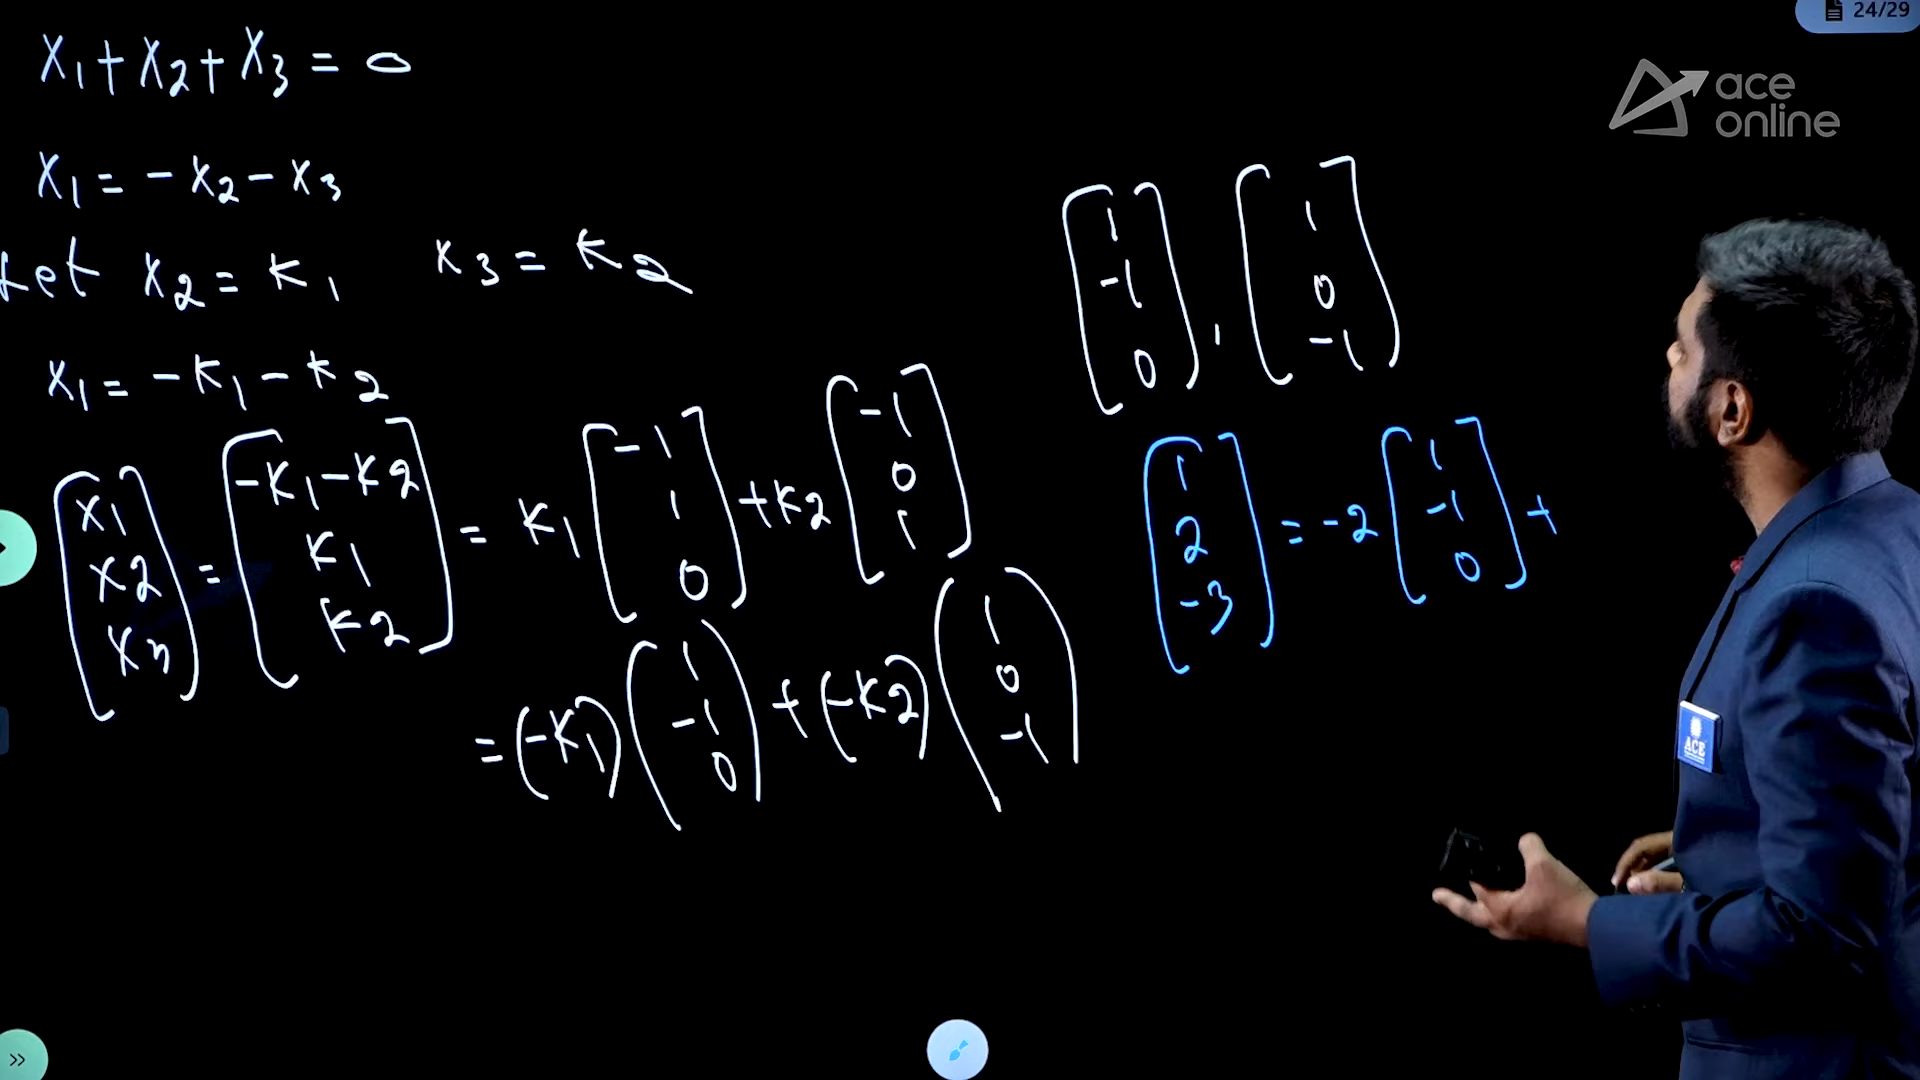 24/29
ace
online
X1 + X2 + X3 = 0
X1 = -X2 - X3
Let X2 = K1 X3 = K2
X1 = -K1 - K2
[X1 X2 Xn] = [-K1-K2 K1 K2] = K1 [-1 1 0] + K2 [-1 0 1]
= (-K1) (1 -1 0) + (-K2) (1 0 -1)
[1 -1 0], [1 0 -1]
[1 2 -3] = -2 [1 -1 0] +
ACE